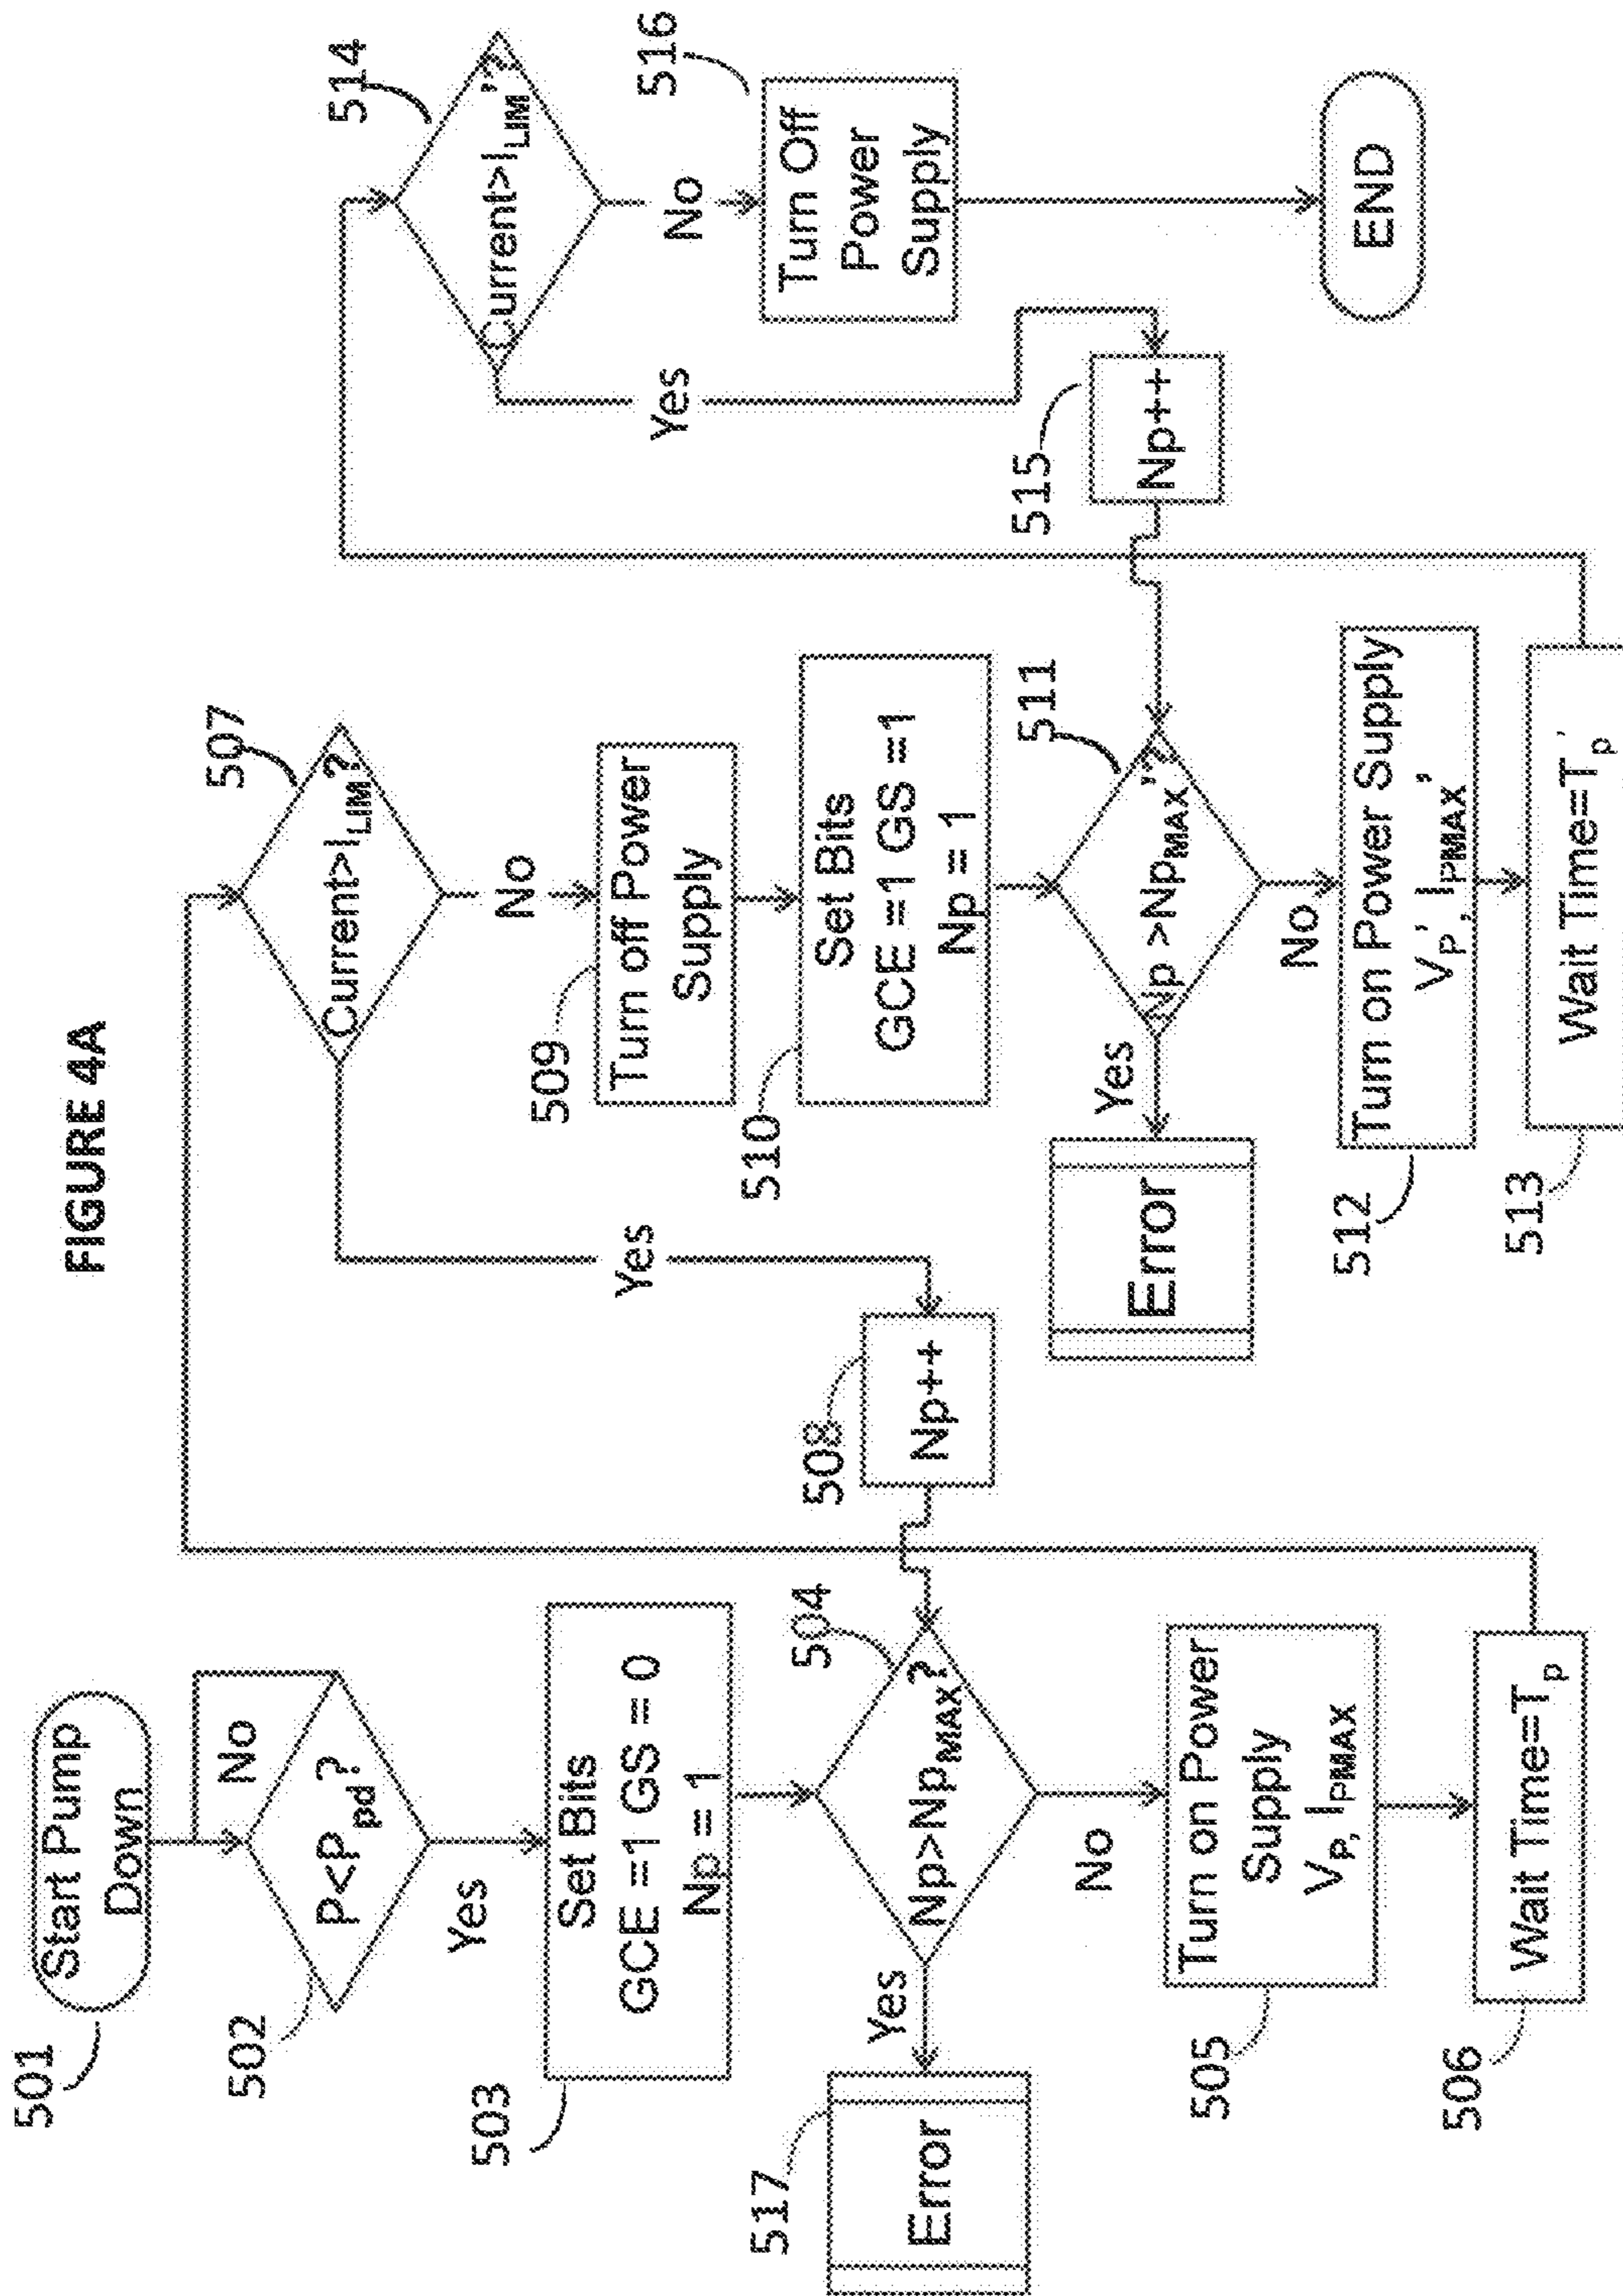 FIGURE 4A
501
Start Pump
Down
502
P<Ppd?
No
Yes
503
Set Bits
GCE =1 GS = 0
Np = 1
504
Np>NpMAX?
Yes
517
Error
No
505
Turn on Power
Supply
VP, IPMAX
506
Wait Time=Tp
507
Current>ILIM?
Yes
508
Np++
No
509
Turn off Power
Supply
510
Set Bits
GCE =1 GS =1
Np = 1
511
Np >NpMAX'?
Yes
Error
No
512
Turn on Power Supply
VP', IPMAX'
513
Wait Time=Tp'
514
Current>ILIM'?
Yes
515
Np++
No
516
Turn Off
Power
Supply
END